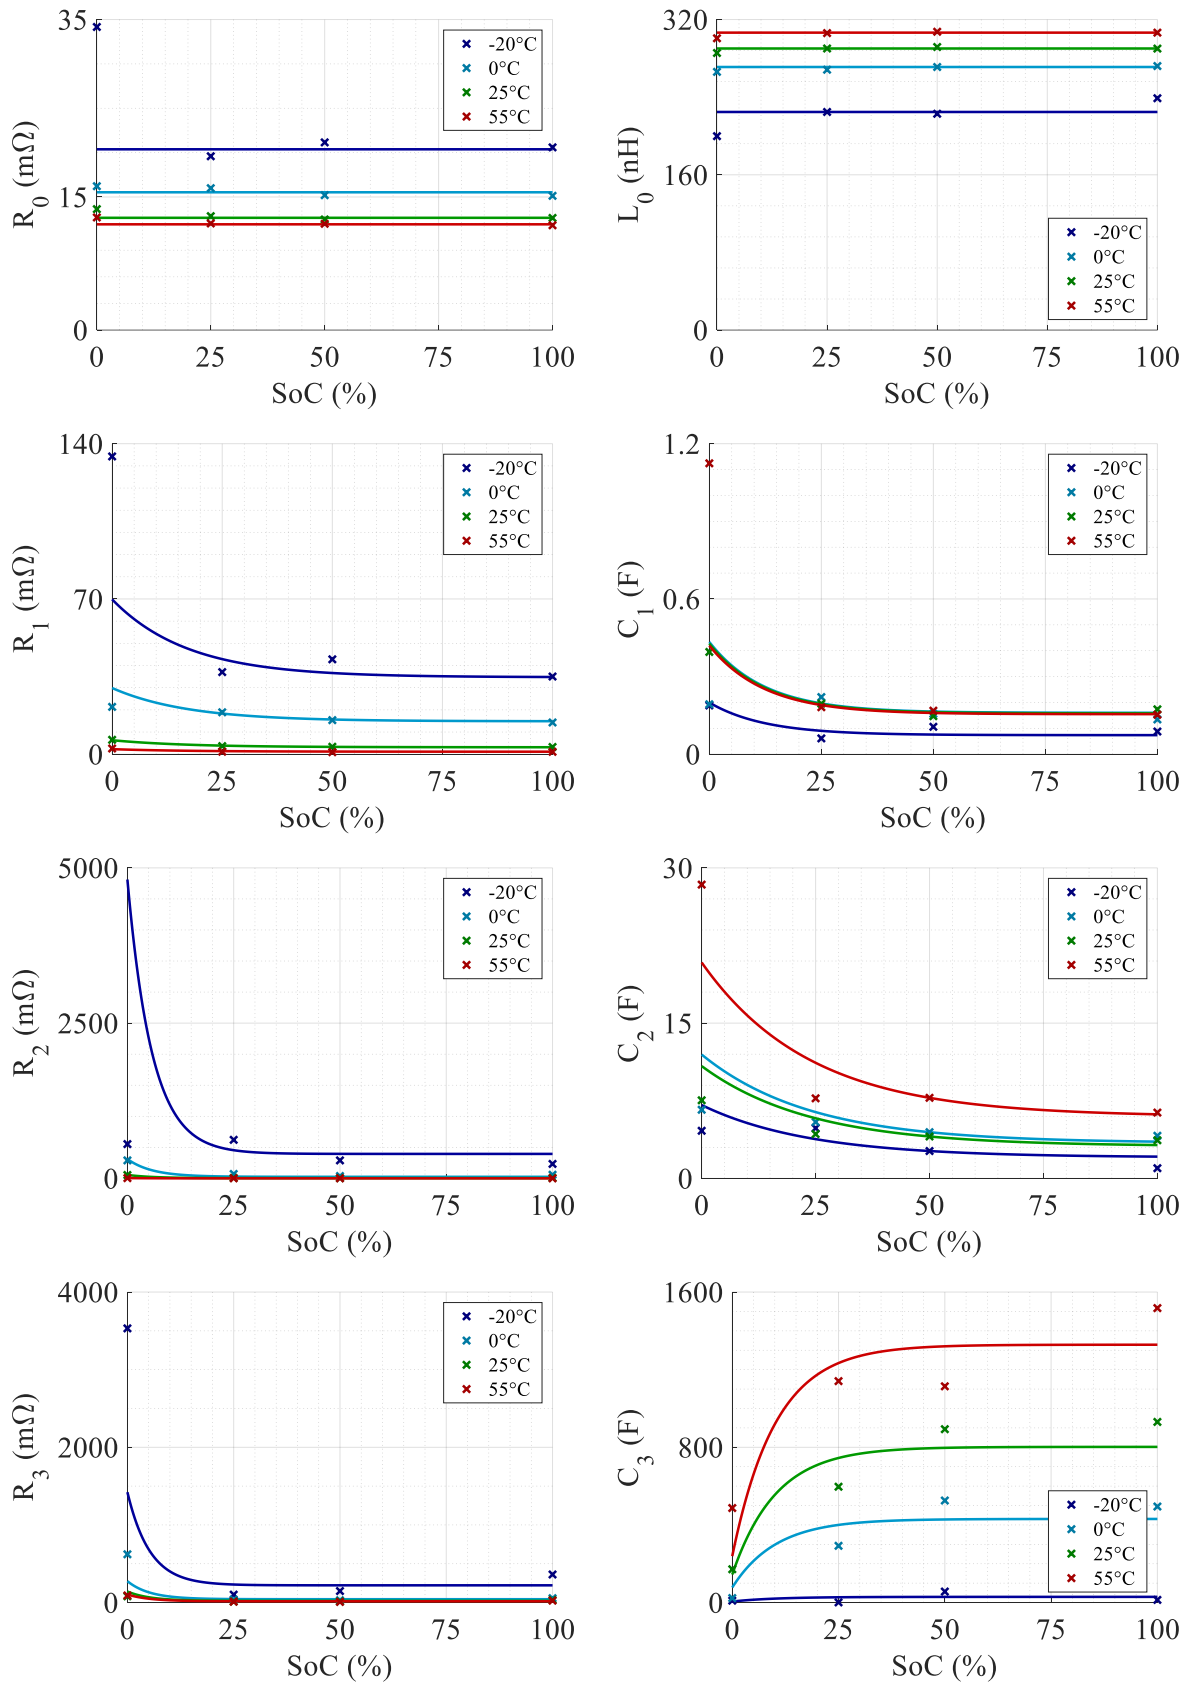 35
15
0
R0 (mΩ)
0 25 50 75 100
SoC (%)
-20°C
0°C
25°C
55°C
320
160
0
L0 (nH)
0 25 50 75 100
SoC (%)
-20°C
0°C
25°C
55°C
140
70
0
R1 (mΩ)
0 25 50 75 100
SoC (%)
-20°C
0°C
25°C
55°C
1.2
0.6
0
C1 (F)
0 25 50 75 100
SoC (%)
-20°C
0°C
25°C
55°C
5000
2500
0
R2 (mΩ)
0 25 50 75 100
SoC (%)
-20°C
0°C
25°C
55°C
30
15
0
C2 (F)
0 25 50 75 100
SoC (%)
-20°C
0°C
25°C
55°C
4000
2000
0
R3 (mΩ)
0 25 50 75 100
SoC (%)
-20°C
0°C
25°C
55°C
1600
800
0
C3 (F)
0 25 50 75 100
SoC (%)
-20°C
0°C
25°C
55°C